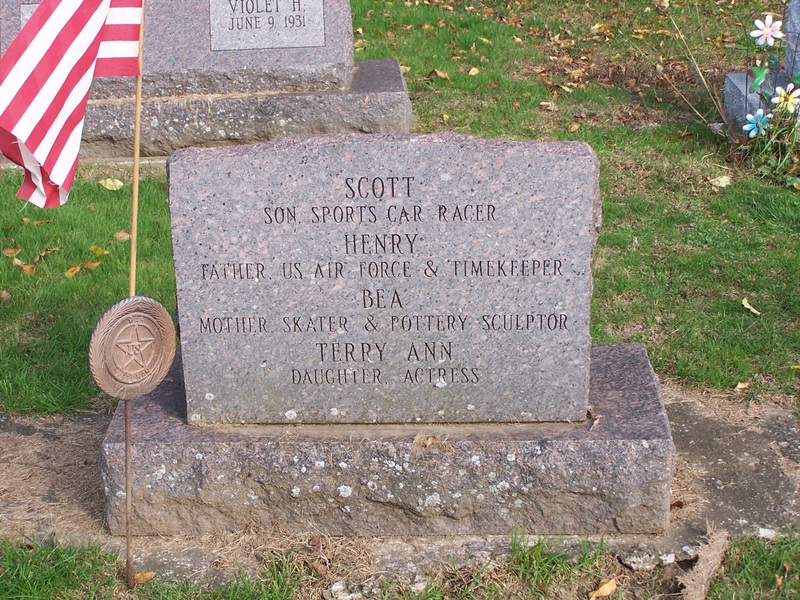 VIOLET H.
JUNE 9, 1931
SCOTT
SON, SPORTS CAR RACER
HENRY
FATHER, US AIR FORCE & 'TIMEKEEPER'
BEA
MOTHER, SKATER & POTTERY SCULPTOR
TERRY ANN
DAUGHTER, ACTRESS
US